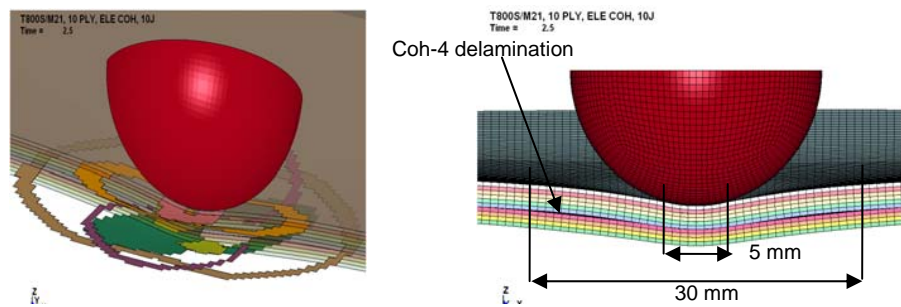 T800S/M21, 10 PLY, ELE COH, 10J
Time = 2.5
Z
Y
T800S/M21, 10 PLY, ELE COH, 10J
Time = 2.5
Coh-4 delamination
5 mm
30 mm
Z
Y X